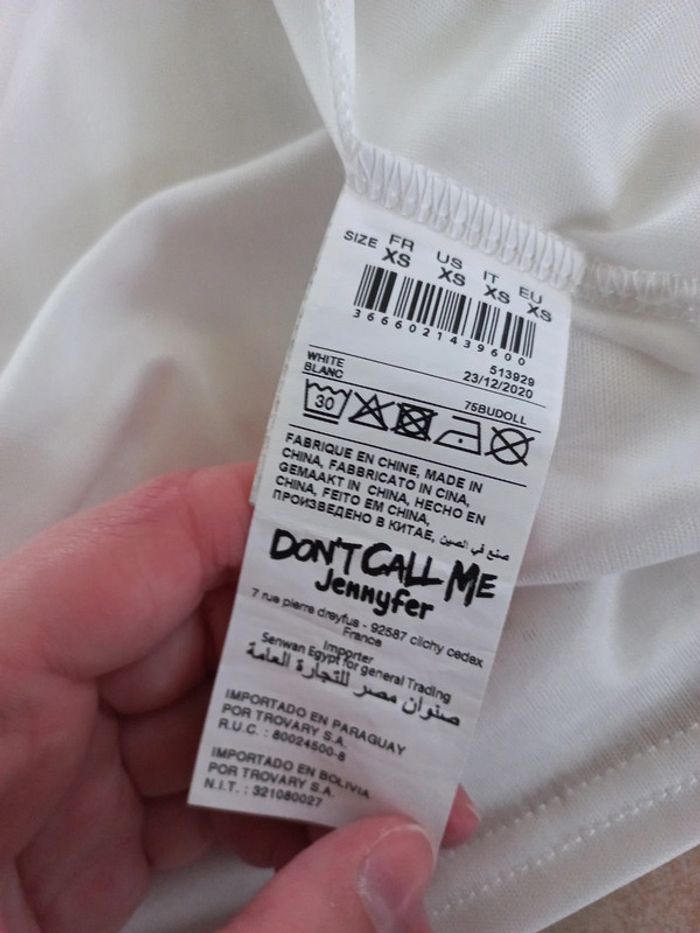 SIZE FR US IT EU
XS XS XS XS
3666021439600
513929
WHITE 23/12/2020
BLANC
75BUDOLL
30
FABRIQUE EN CHINE, MADE IN
CHINA, FABBRICATO IN CINA,
GEMAAKT IN CHINA, HECHO EN
CHINA, FEITO EM CHINA,
ПРОИЗВЕДЕНО В КИТАЕ, صنع في الصين
DON'T CALL ME
Jennyfer
7 rue pierre dreyfus - 92587 clichy cedex
France
Importer
Senwan Egypt for general Trading
صنوان مصر للتجارة العامة
IMPORTADO EN PARAGUAY
POR TROVARY S.A.
R.U.C. : 80024500-8
IMPORTADO EN BOLIVIA
POR TROVARY S.A.
N.I.T. : 321080027